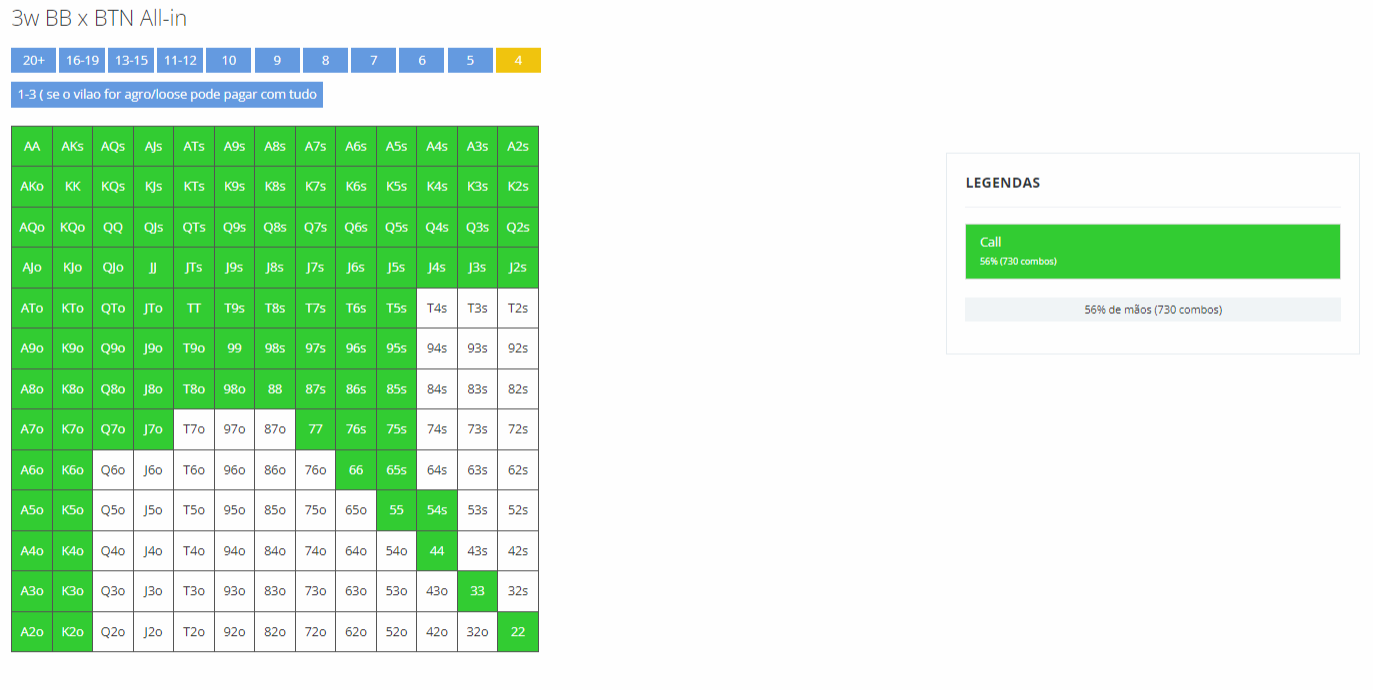 3w BB x BTN All-in
20+ 16-19 13-15 11-12 10 9 8 7 6 5 4
1-3 ( se o vilao for agro/loose pode pagar com tudo
AA AKs AQs AJs ATs A9s A8s A7s A6s A5s A4s A3s A2s
AKo KK KQs KJs KTs K9s K8s K7s K6s K5s K4s K3s K2s
AQo KQo QQ QJs QTs Q9s Q8s Q7s Q6s Q5s Q4s Q3s Q2s
AJo KJo QJo JJ JTs J9s J8s J7s J6s J5s J4s J3s J2s
ATo KTo QTo JTo TT T9s T8s T7s T6s T5s T4s T3s T2s
A9o K9o Q9o J9o T9o 99 98s 97s 96s 95s 94s 93s 92s
A8o K8o Q8o J8o T8o 98o 88 87s 86s 85s 84s 83s 82s
A7o K7o Q7o J7o T7o 97o 87o 77 76s 75s 74s 73s 72s
A6o K6o Q6o J6o T6o 96o 86o 76o 66 65s 64s 63s 62s
A5o K5o Q5o J5o T5o 95o 85o 75o 65o 55 54s 53s 52s
A4o K4o Q4o J4o T4o 94o 84o 74o 64o 54o 44 43s 42s
A3o K3o Q3o J3o T3o 93o 83o 73o 63o 53o 43o 33 32s
A2o K2o Q2o J2o T2o 92o 82o 72o 62o 52o 42o 32o 22
LEGENDAS
Call
56% (730 combos)
56% de mãos (730 combos)